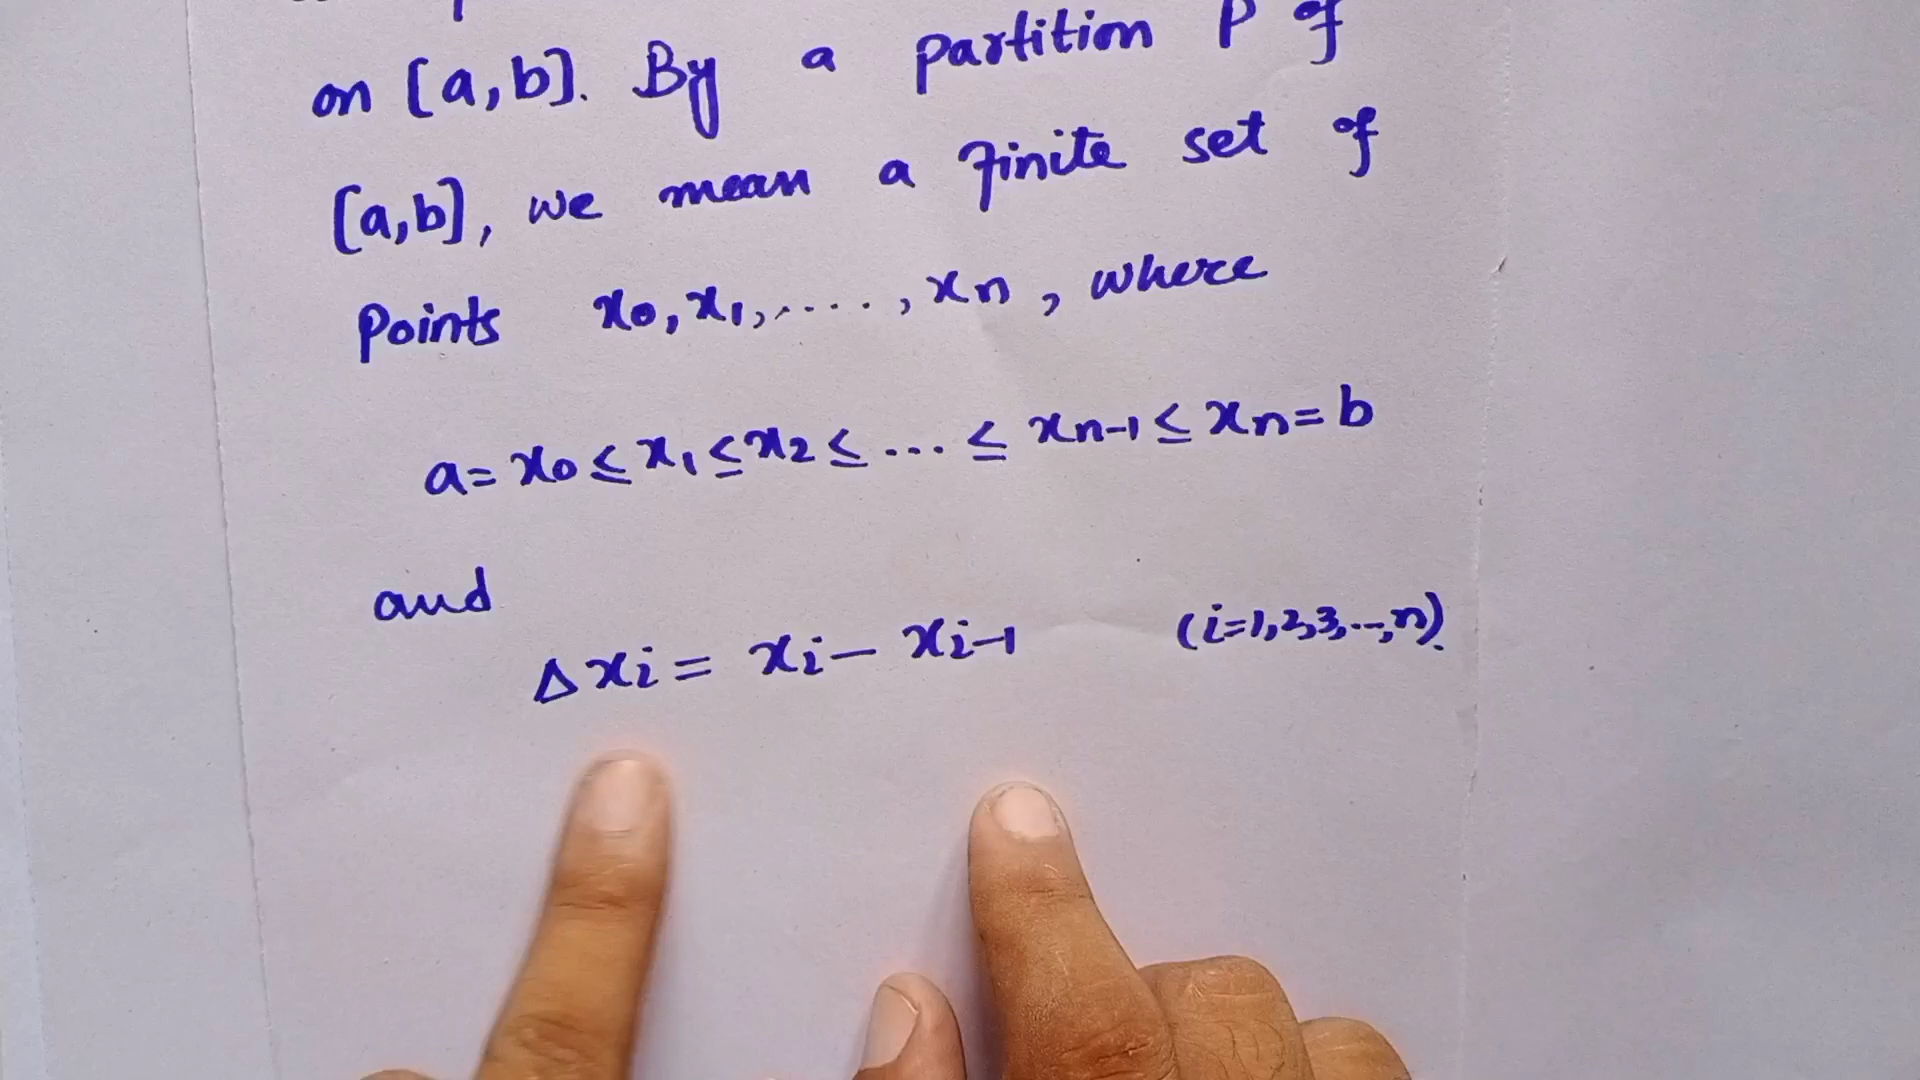 on [a,b]. By a partition P of
[a,b], we mean a finite set of
Points x₀, x₁, ....., xₙ, where
a = x₀ ≤ x₁ ≤ x₂ ≤ ... ≤ xₙ₋₁ ≤ xₙ = b
and
Δxᵢ = xᵢ − xᵢ₋₁ (i=1,2,3,...,n).